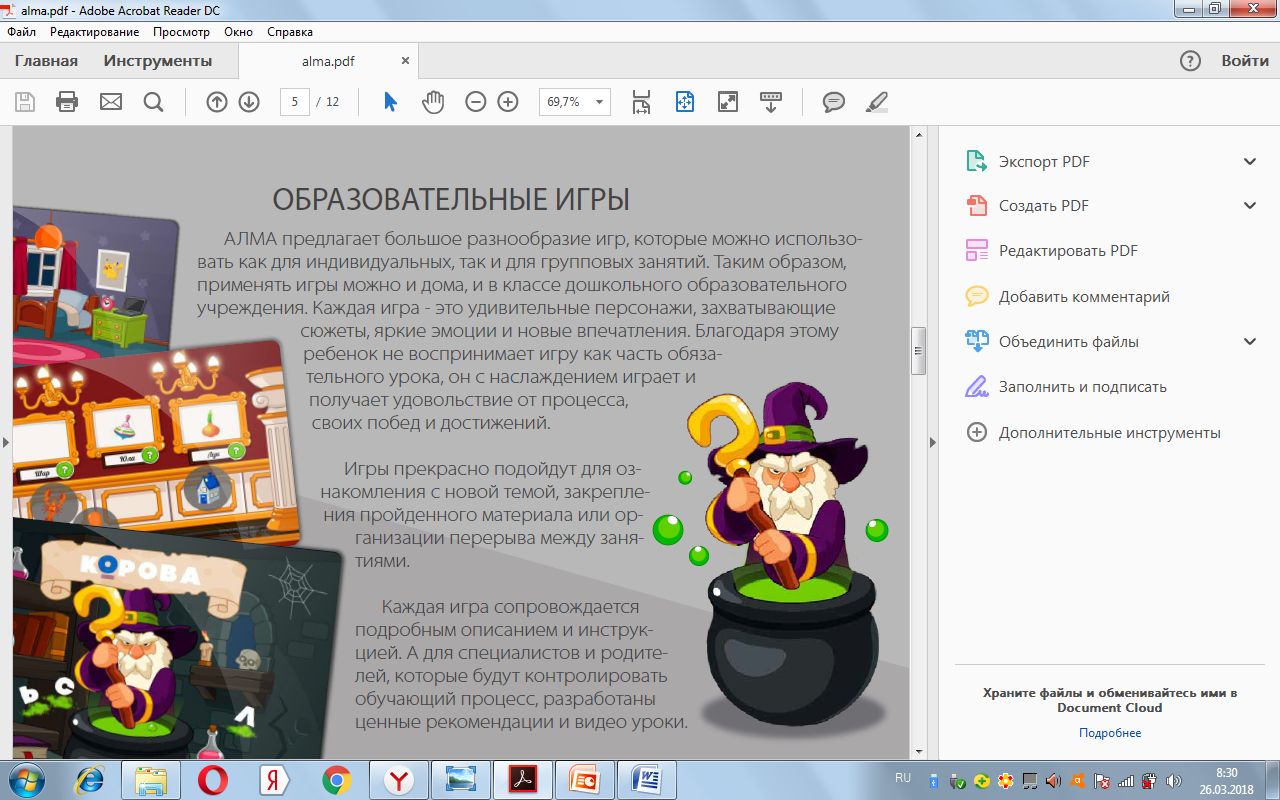 alma.pdf - Adobe Acrobat Reader DC
Файл Редактирование Просмотр Окно Справка
Главная Инструменты alma.pdf × ? Войти
5 / 12 69,7%
ОБРАЗОВАТЕЛЬНЫЕ ИГРЫ
АЛМА предлагает большое разнообразие игр, которые можно использо-
вать как для индивидуальных, так и для групповых занятий. Таким образом,
применять игры можно и дома, и в классе дошкольного образовательного
учреждения. Каждая игра - это удивительные персонажи, захватывающие
сюжеты, яркие эмоции и новые впечатления. Благодаря этому
ребенок не воспринимает игру как часть обяза-
тельного урока, он с наслаждением играет и
получает удовольствие от процесса,
своих побед и достижений.
Игры прекрасно подойдут для оз-
накомления с новой темой, закрепле-
ния пройденного материала или ор-
ганизации перерыва между заня-
тиями.
Каждая игра сопровождается
подробным описанием и инструк-
цией. А для специалистов и родите-
лей, которые будут контролировать
обучающий процесс, разработаны
ценные рекомендации и видео уроки.
Шар ? Юла ? Лук ?
КОРОВА
Ь С Л
Экспорт PDF
Создать PDF
Редактировать PDF
Добавить комментарий
Объединить файлы
Заполнить и подписать
Дополнительные инструменты
Храните файлы и обменивайтесь ими в
Document Cloud
Подробнее
RU
8:30
26.03.2018